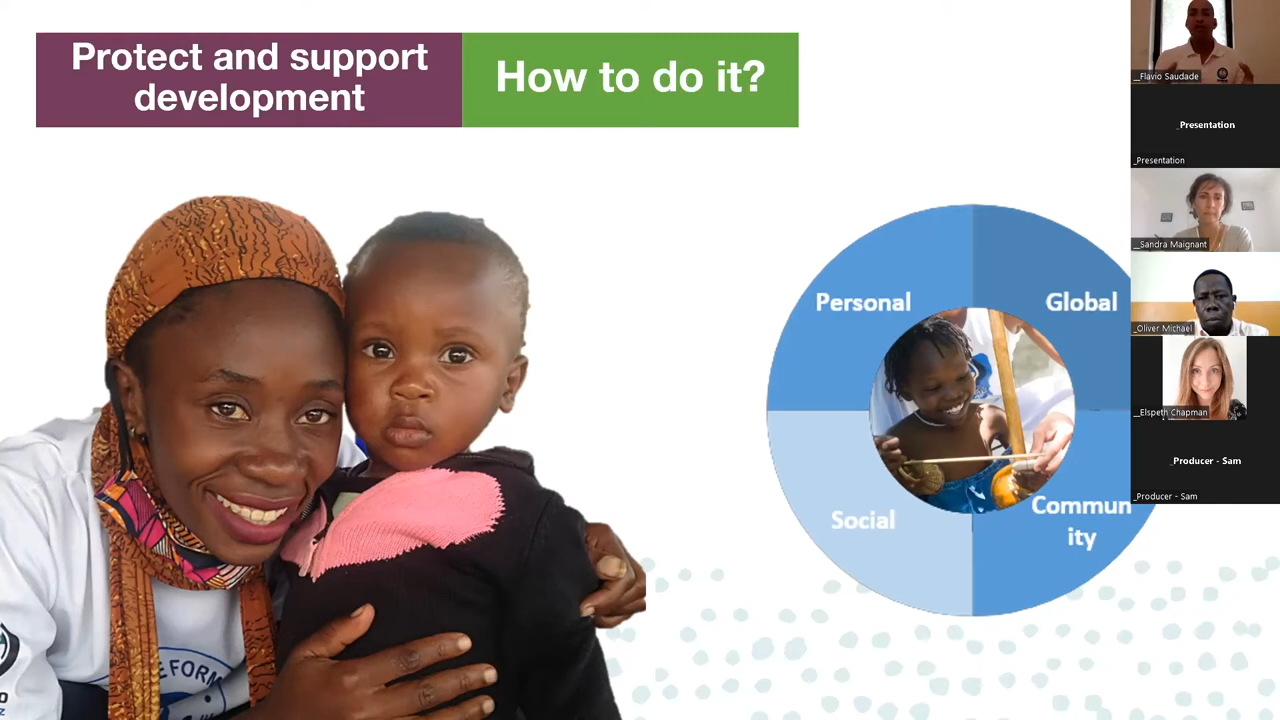 Protect and support
development
How to do it?
Personal
Global
Social
Commun
ity
EFORM
_Flavio Saudade
_Presentation
_Presentation
_Sandra Maignant
_Oliver Michael
_Elspeth Chapman
_Producer - Sam
_Producer - Sam